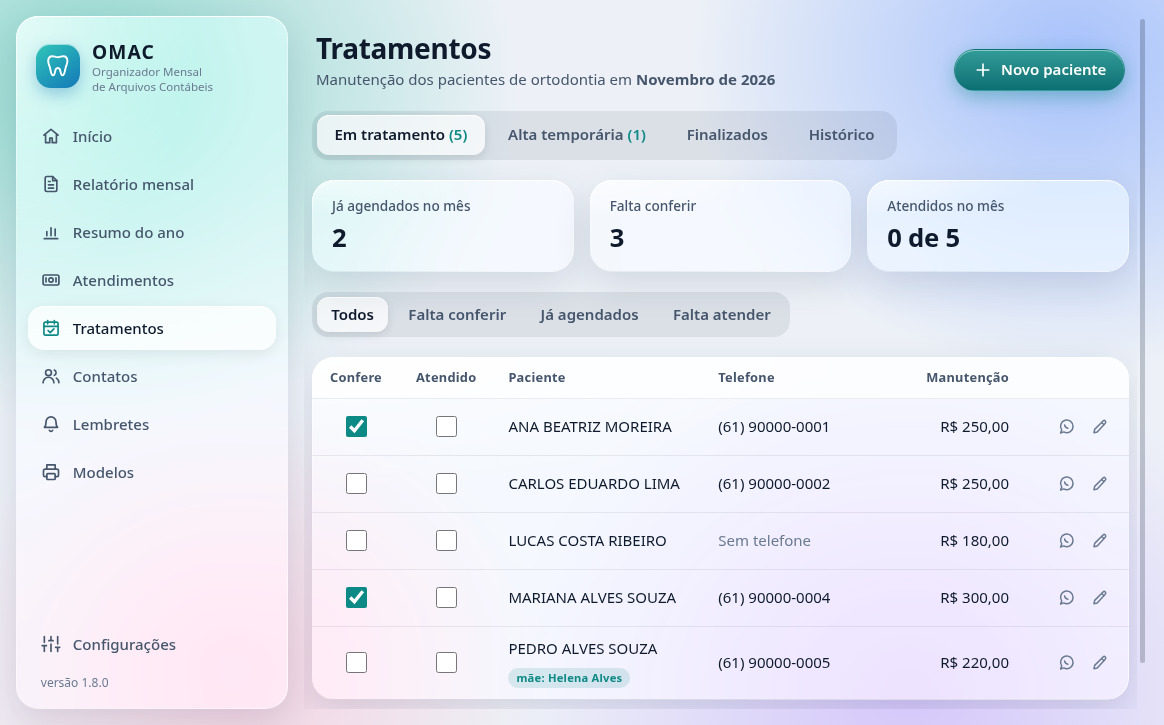 OMAC
Organizador Mensal
de Arquivos Contábeis
Início
Relatório mensal
Resumo do ano
Atendimentos
Tratamentos
Contatos
Lembretes
Modelos
Configurações
versão 1.8.0
Tratamentos
Manutenção dos pacientes de ortodontia em Novembro de 2026
Novo paciente
Em tratamento (5) Alta temporária (1) Finalizados Histórico
Já agendados no mês
2
Falta conferir
3
Atendidos no mês
0 de 5
Todos Falta conferir Já agendados Falta atender
Confere Atendido Paciente Telefone Manutenção
ANA BEATRIZ MOREIRA (61) 90000-0001 R$ 250,00
CARLOS EDUARDO LIMA (61) 90000-0002 R$ 250,00
LUCAS COSTA RIBEIRO Sem telefone R$ 180,00
MARIANA ALVES SOUZA (61) 90000-0004 R$ 300,00
PEDRO ALVES SOUZA (61) 90000-0005 R$ 220,00
mãe: Helena Alves